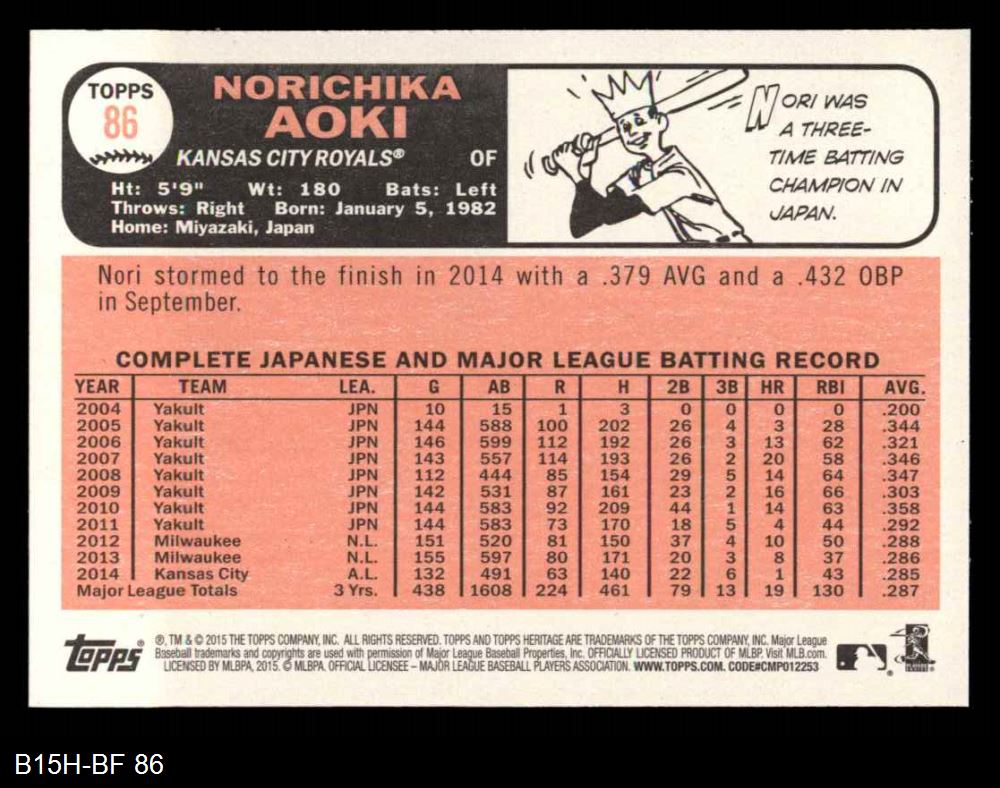 TOPPS
86
NORICHIKA
AOKI
KANSAS CITY ROYALS® OF
Ht: 5'9" Wt: 180 Bats: Left
Throws: Right Born: January 5, 1982
Home: Miyazaki, Japan
NORI WAS
A THREE-
TIME BATTING
CHAMPION IN
JAPAN.
Nori stormed to the finish in 2014 with a .379 AVG and a .432 OBP
in September.
COMPLETE JAPANESE AND MAJOR LEAGUE BATTING RECORD
YEAR TEAM LEA. G AB R H 2B 3B HR RBI AVG.
2004 Yakult JPN 10 15 1 3 0 0 0 0 .200
2005 Yakult JPN 144 588 100 202 26 4 3 28 .344
2006 Yakult JPN 146 599 112 192 26 3 13 62 .321
2007 Yakult JPN 143 557 114 193 26 2 20 58 .346
2008 Yakult JPN 112 444 85 154 29 5 14 64 .347
2009 Yakult JPN 142 531 87 161 23 2 16 66 .303
2010 Yakult JPN 144 583 92 209 44 1 14 63 .358
2011 Yakult JPN 144 583 73 170 18 5 4 44 .292
2012 Milwaukee N.L. 151 520 81 150 37 4 10 50 .288
2013 Milwaukee N.L. 155 597 80 171 20 3 8 37 .286
2014 Kansas City A.L. 132 491 63 140 22 6 1 43 .285
Major League Totals 3 Yrs. 438 1608 224 461 79 13 19 130 .287
Topps®
®, TM & © 2015 THE TOPPS COMPANY, INC. ALL RIGHTS RESERVED. TOPPS AND TOPPS HERITAGE ARE TRADEMARKS OF THE TOPPS COMPANY, INC. Major League
Baseball trademarks and copyrights are used with permission of Major League Baseball Properties, Inc. OFFICIALLY LICENSED PRODUCT OF MLBP. Visit MLB.com.
LICENSED BY MLBPA, 2015. © MLBPA. OFFICIAL LICENSEE – MAJOR LEAGUE BASEBALL PLAYERS ASSOCIATION. WWW.TOPPS.COM. CODE#CMP012253
B15H-BF 86